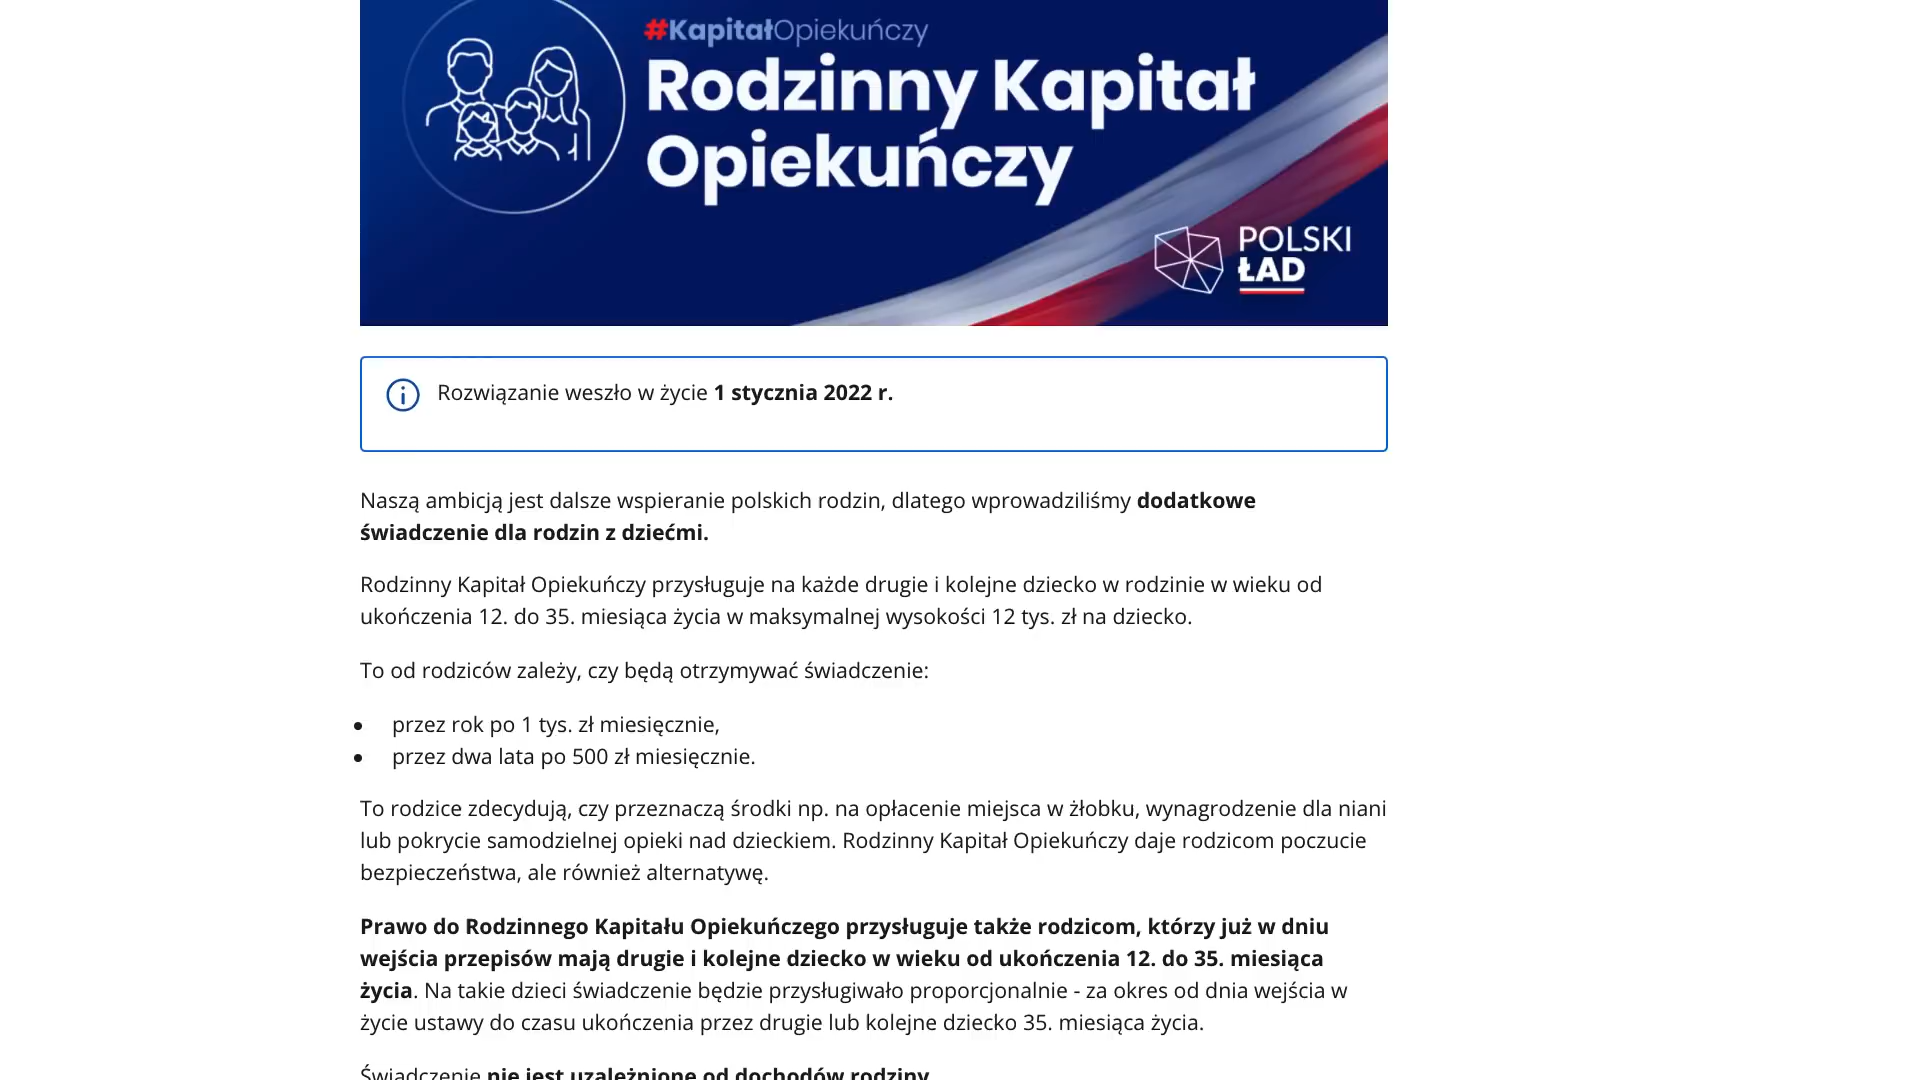 #KapitałOpiekuńczy
Rodzinny Kapitał
Opiekuńczy
POLSKI
ŁAD
Rozwiązanie weszło w życie 1 stycznia 2022 r.
Naszą ambicją jest dalsze wspieranie polskich rodzin, dlatego wprowadziliśmy dodatkowe
świadczenie dla rodzin z dziećmi.
Rodzinny Kapitał Opiekuńczy przysługuje na każde drugie i kolejne dziecko w rodzinie w wieku od
ukończenia 12. do 35. miesiąca życia w maksymalnej wysokości 12 tys. zł na dziecko.
To od rodziców zależy, czy będą otrzymywać świadczenie:
• przez rok po 1 tys. zł miesięcznie,
• przez dwa lata po 500 zł miesięcznie.
To rodzice zdecydują, czy przeznaczą środki np. na opłacenie miejsca w żłobku, wynagrodzenie dla niani
lub pokrycie samodzielnej opieki nad dzieckiem. Rodzinny Kapitał Opiekuńczy daje rodzicom poczucie
bezpieczeństwa, ale również alternatywę.
Prawo do Rodzinnego Kapitału Opiekuńczego przysługuje także rodzicom, którzy już w dniu
wejścia przepisów mają drugie i kolejne dziecko w wieku od ukończenia 12. do 35. miesiąca
życia. Na takie dzieci świadczenie będzie przysługiwało proporcjonalnie - za okres od dnia wejścia w
życie ustawy do czasu ukończenia przez drugie lub kolejne dziecko 35. miesiąca życia.
Świadczenie nie jest uzależnione od dochodów rodziny.